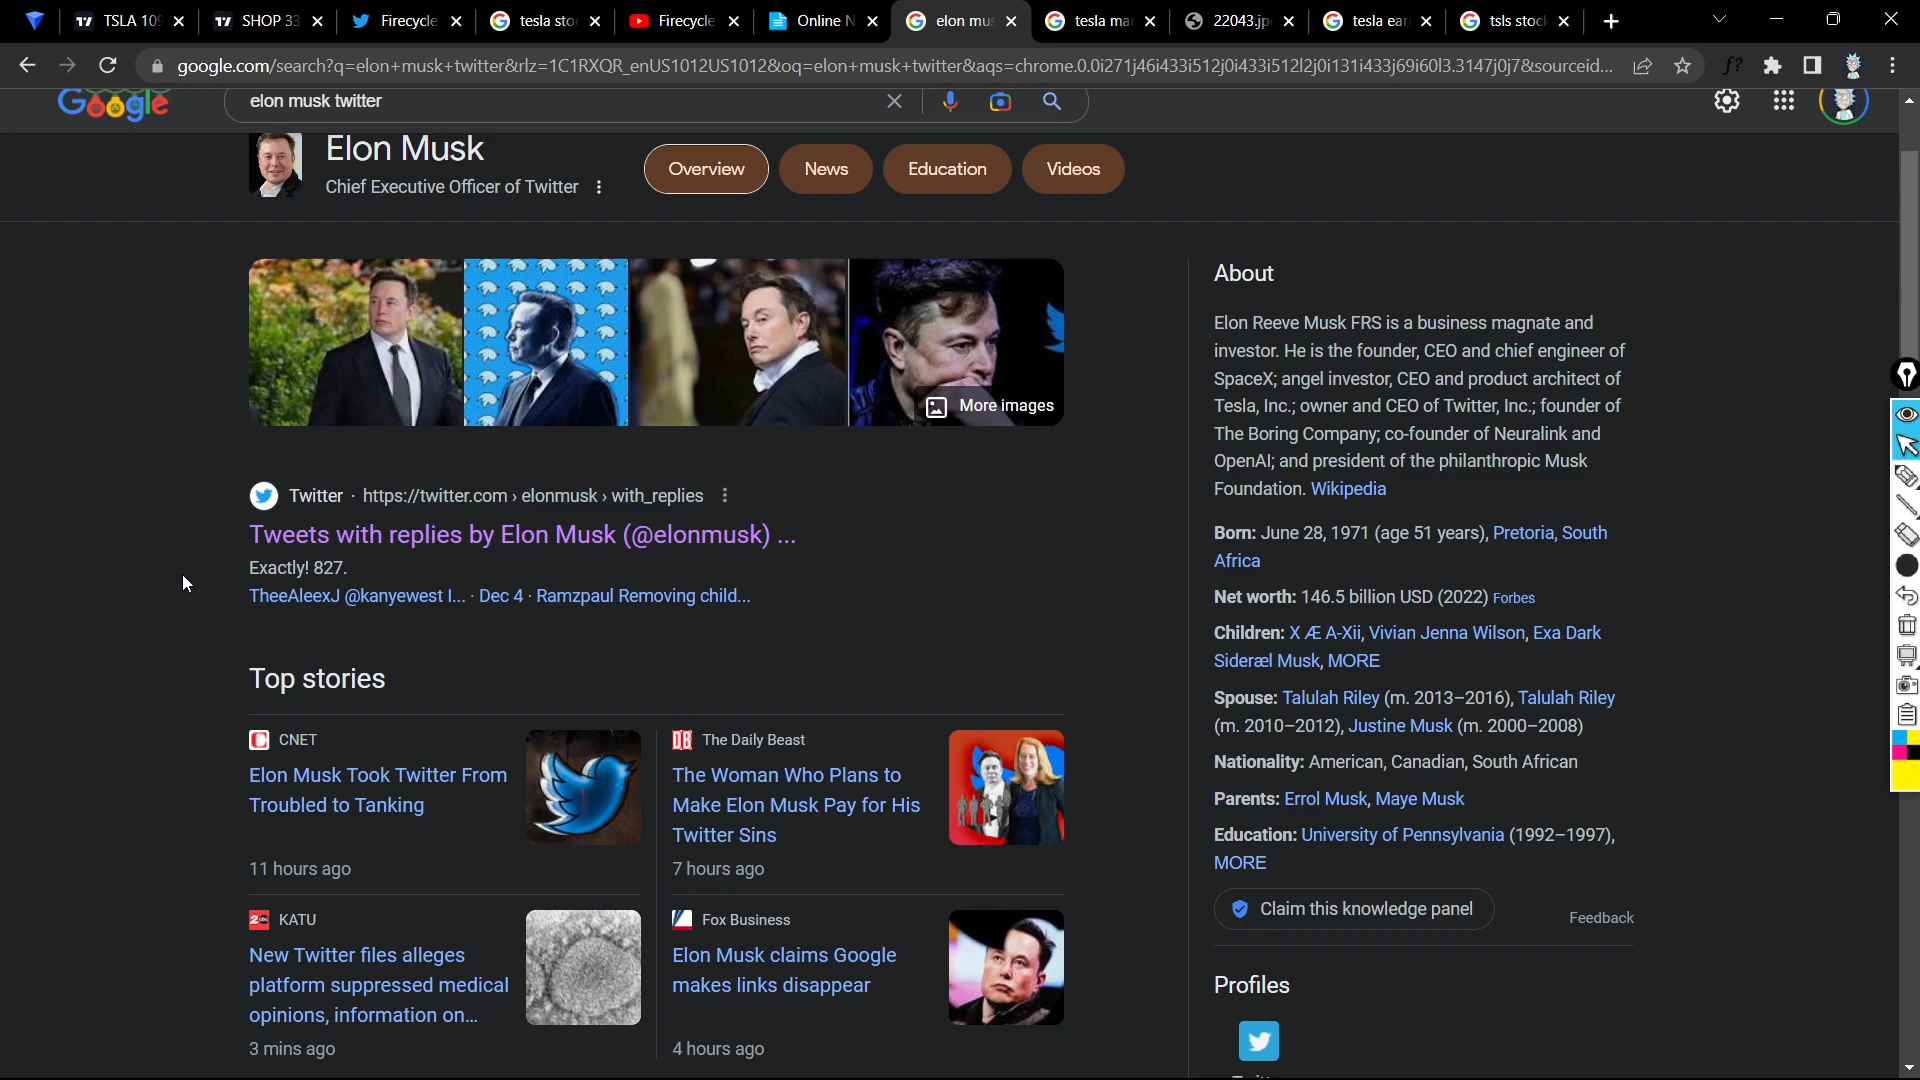 TSLA 109
SHOP 33
Firecycle
tesla sto
Firecycle
Online N
elon mus
tesla mar
22043.jp
tesla ear
tsls stoc
google.com/search?q=elon+musk+twitter&rlz=1C1RXQR_enUS1012US1012&oq=elon+musk+twitter&aqs=chrome.0.0i271j46i433i512j0i433i512l2j0i131i433j69i60l3.3147j0j7&sourceid...
f?
Google
elon musk twitter
Elon Musk
Chief Executive Officer of Twitter
Overview
News
Education
Videos
More images
Twitter · https://twitter.com › elonmusk › with_replies
Tweets with replies by Elon Musk (@elonmusk) ...
Exactly! 827.
TheeAleexJ @kanyewest I... · Dec 4 · Ramzpaul Removing child...
Top stories
CNET
Elon Musk Took Twitter From
Troubled to Tanking
11 hours ago
DB The Daily Beast
The Woman Who Plans to
Make Elon Musk Pay for His
Twitter Sins
7 hours ago
KATU
New Twitter files alleges
platform suppressed medical
opinions, information on...
3 mins ago
Fox Business
Elon Musk claims Google
makes links disappear
4 hours ago
About
Elon Reeve Musk FRS is a business magnate and
investor. He is the founder, CEO and chief engineer of
SpaceX; angel investor, CEO and product architect of
Tesla, Inc.; owner and CEO of Twitter, Inc.; founder of
The Boring Company; co-founder of Neuralink and
OpenAI; and president of the philanthropic Musk
Foundation. Wikipedia
Born: June 28, 1971 (age 51 years), Pretoria, South
Africa
Net worth: 146.5 billion USD (2022) Forbes
Children: X Æ A-Xii, Vivian Jenna Wilson, Exa Dark
Sideræl Musk, MORE
Spouse: Talulah Riley (m. 2013–2016), Talulah Riley
(m. 2010–2012), Justine Musk (m. 2000–2008)
Nationality: American, Canadian, South African
Parents: Errol Musk, Maye Musk
Education: University of Pennsylvania (1992–1997),
MORE
Claim this knowledge panel
Feedback
Profiles